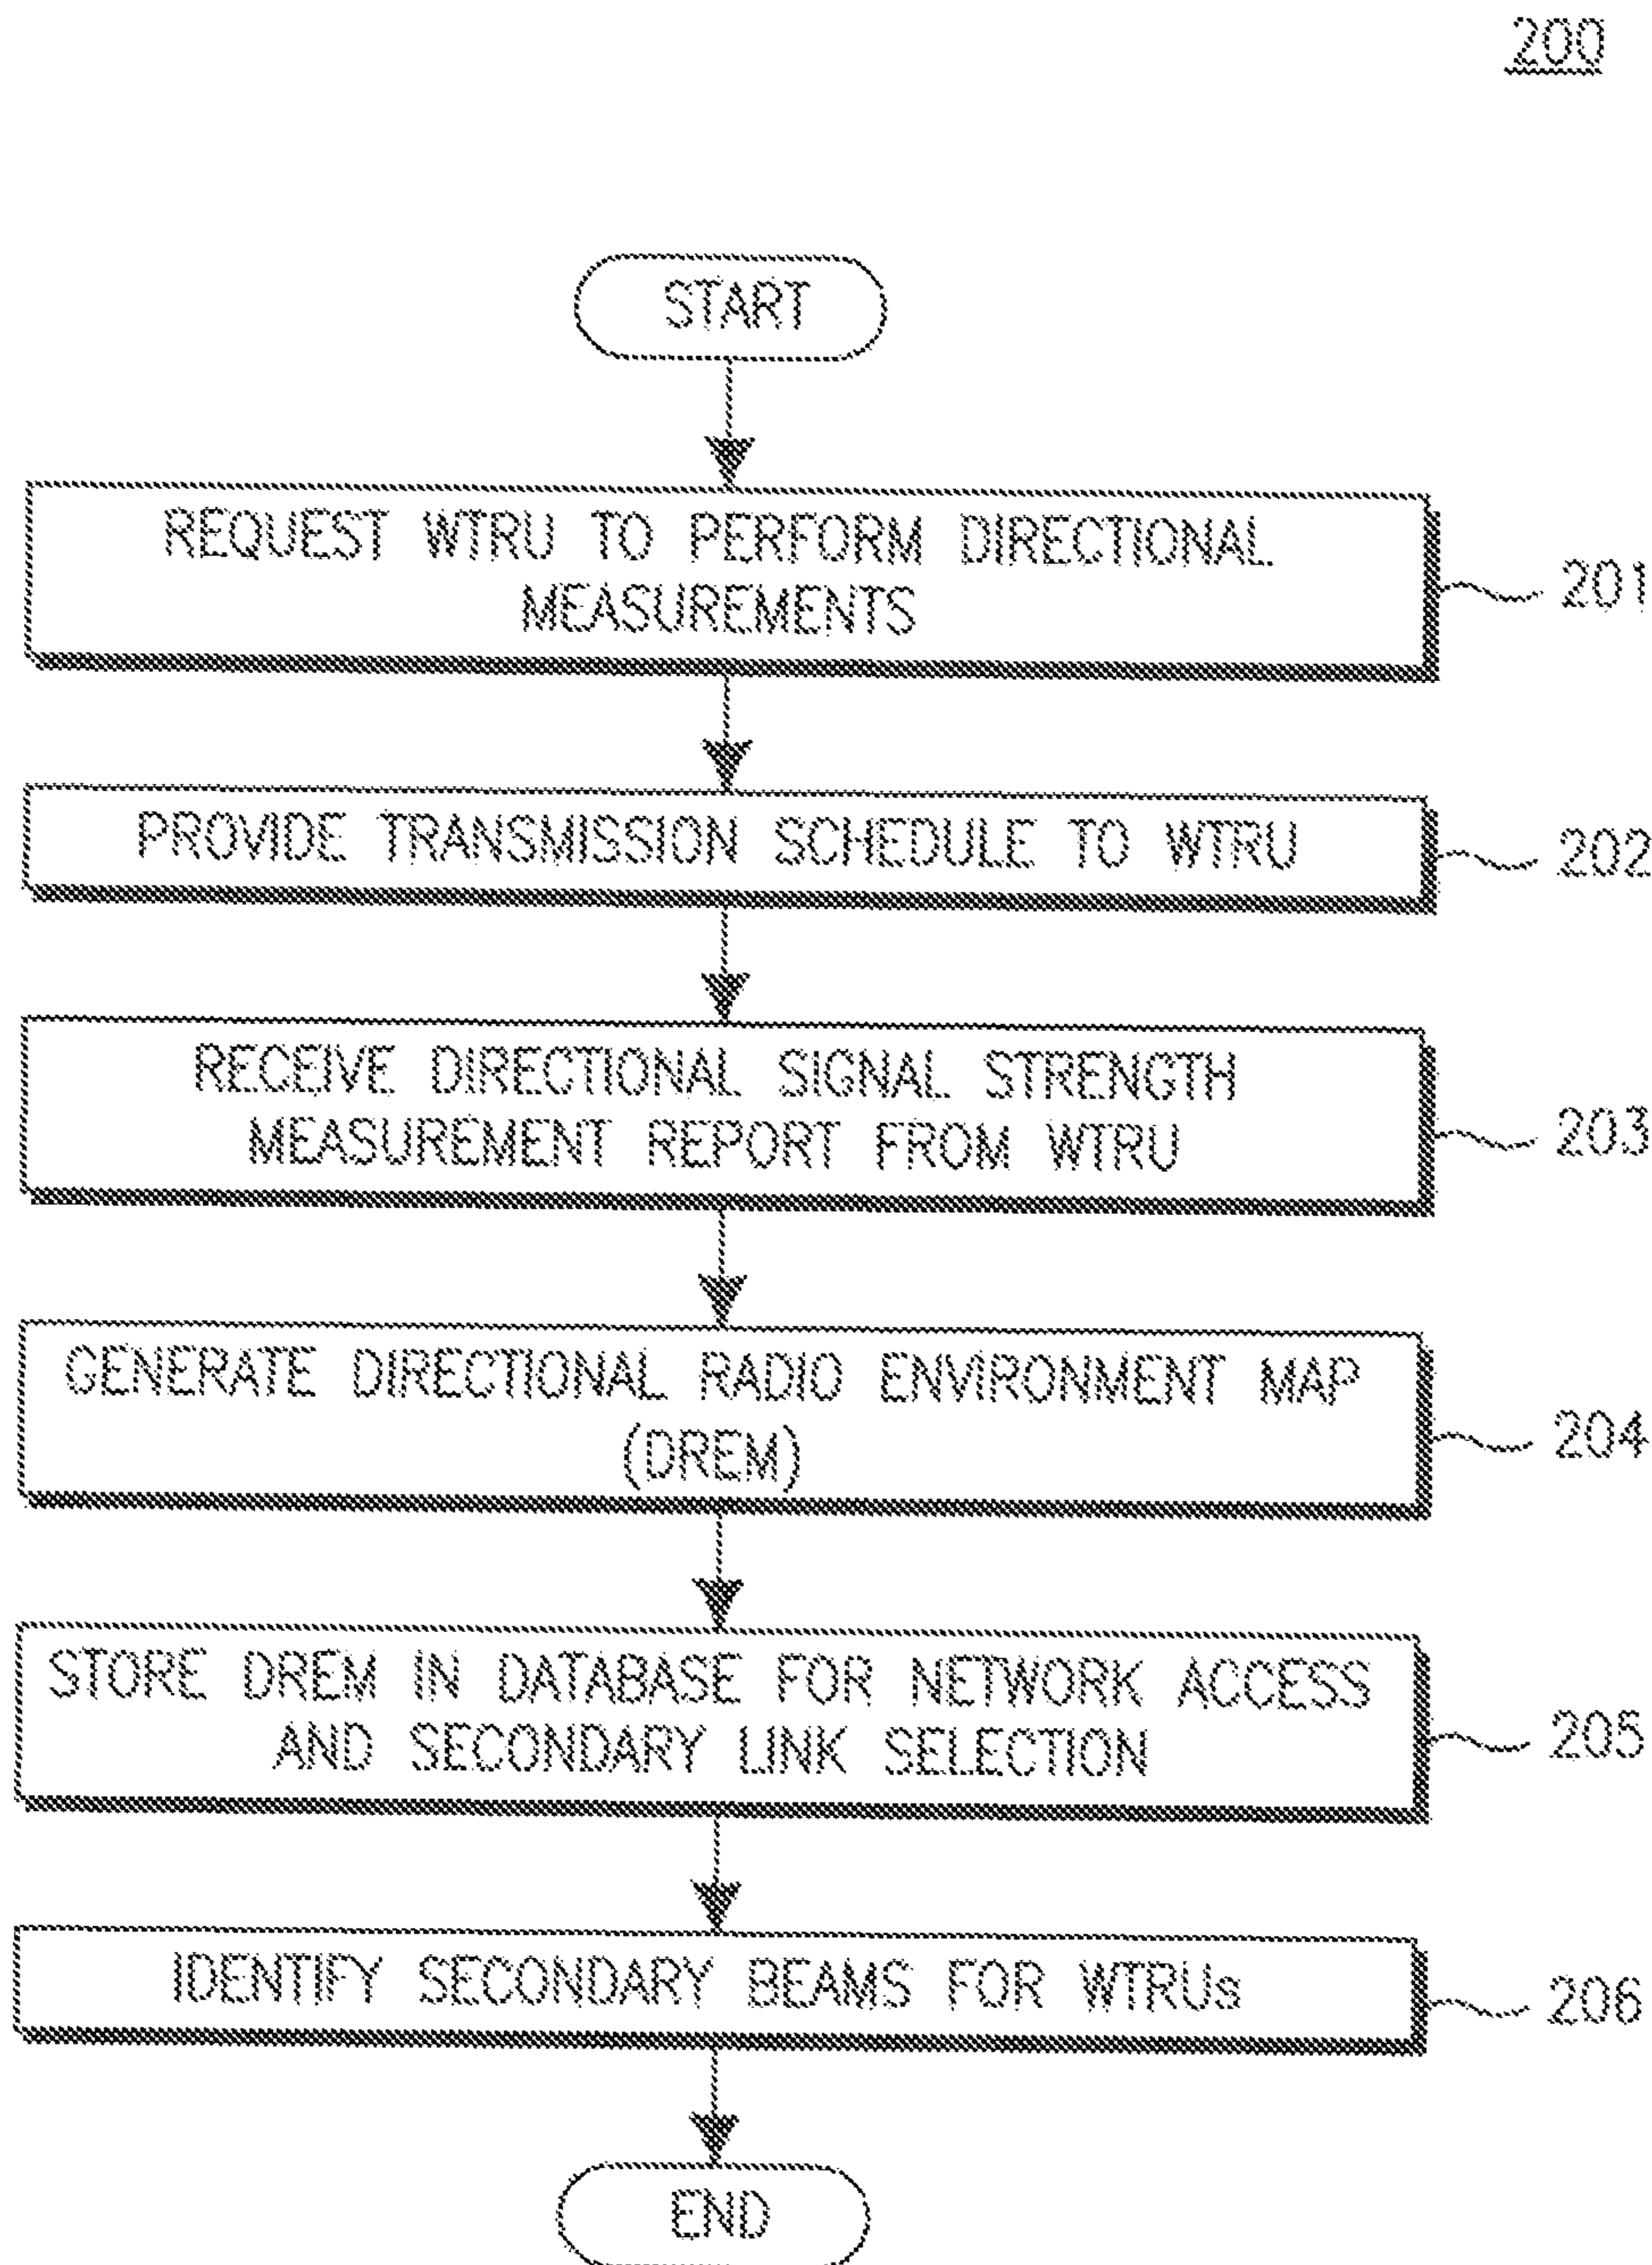 200
START
REQUEST WTRU TO PERFORM DIRECTIONAL
MEASUREMENTS
201
PROVIDE TRANSMISSION SCHEDULE TO WTRU
202
RECEIVE DIRECTIONAL SIGNAL STRENGTH
MEASUREMENT REPORT FROM WTRU
203
GENERATE DIRECTIONAL RADIO ENVIRONMENT MAP
(DREM)
204
STORE DREM IN DATABASE FOR NETWORK ACCESS
AND SECONDARY LINK SELECTION
205
IDENTIFY SECONDARY BEAMS FOR WTRUs
206
END